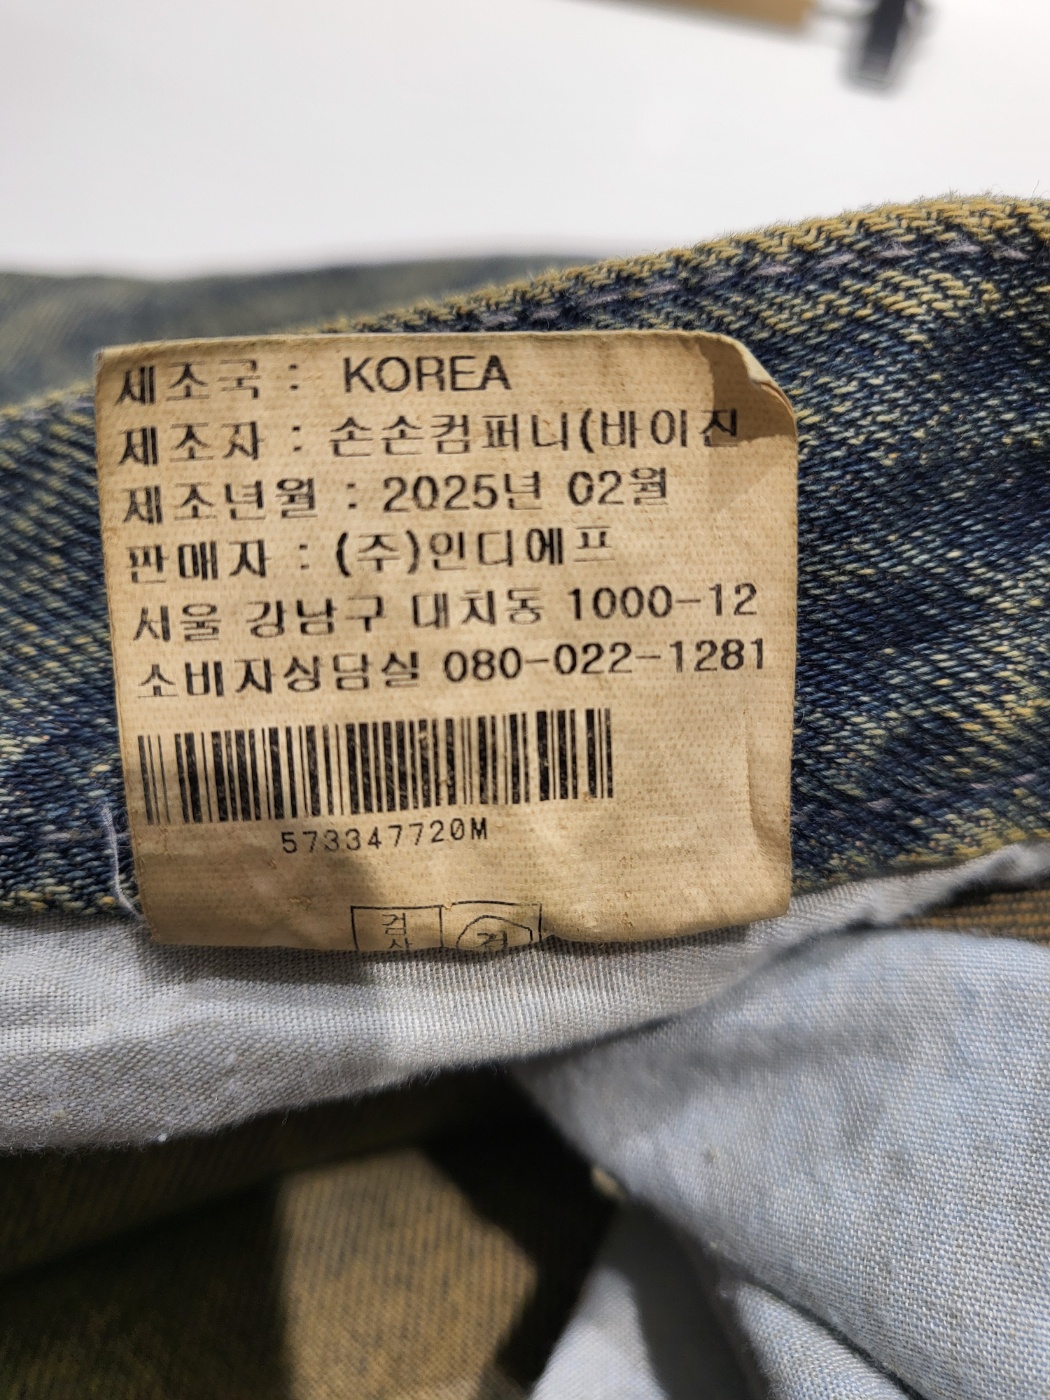 제조국 : KOREA
제조자 : 손손컴퍼니(바이진
제조년월 : 2025년 02월
판매자 : (주)인디에프
서울 강남구 대치동 1000-12
소비자상담실 080-022-1281
573347720M
검